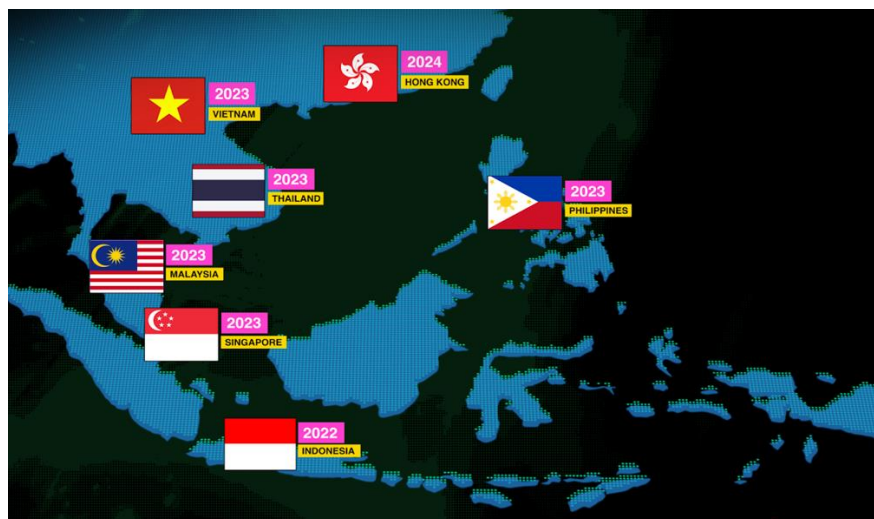 2024
HONG KONG
2023
VIETNAM
2023
THAILAND
2023
PHILIPPINES
2023
MALAYSIA
2023
SINGAPORE
2022
INDONESIA